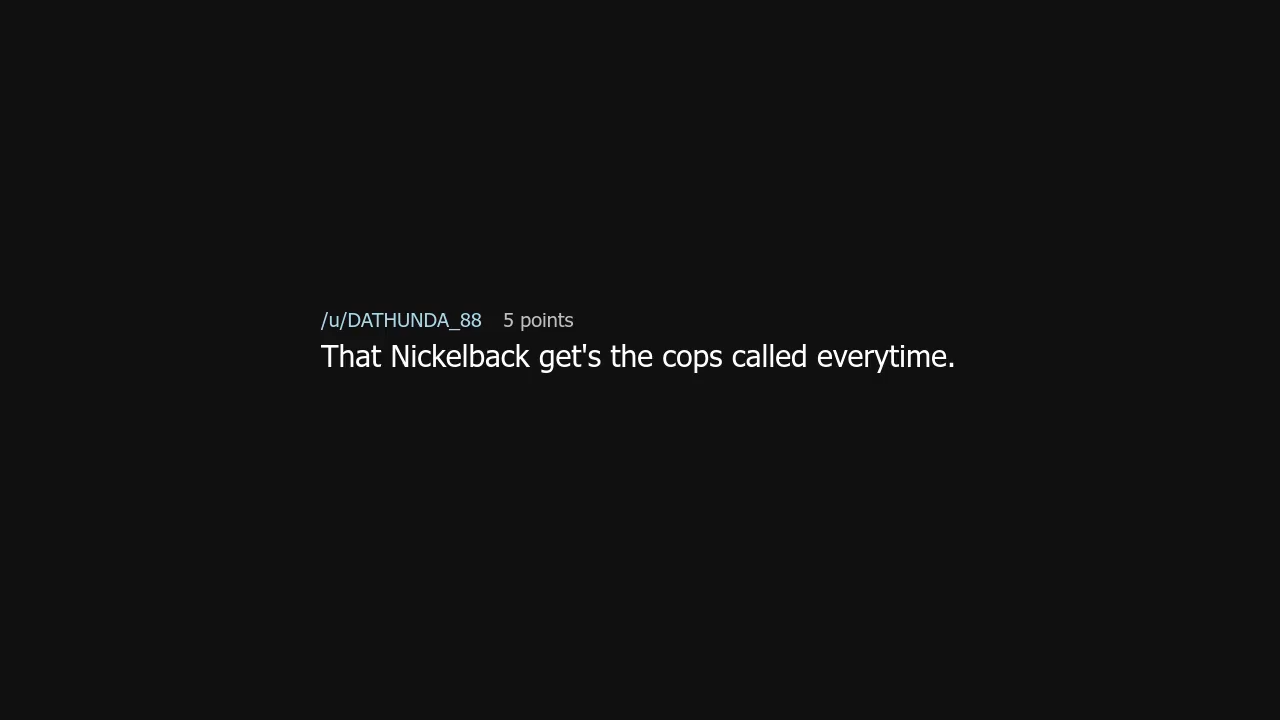 /u/DATHUNDA_88 5 points
That Nickelback get's the cops called everytime.